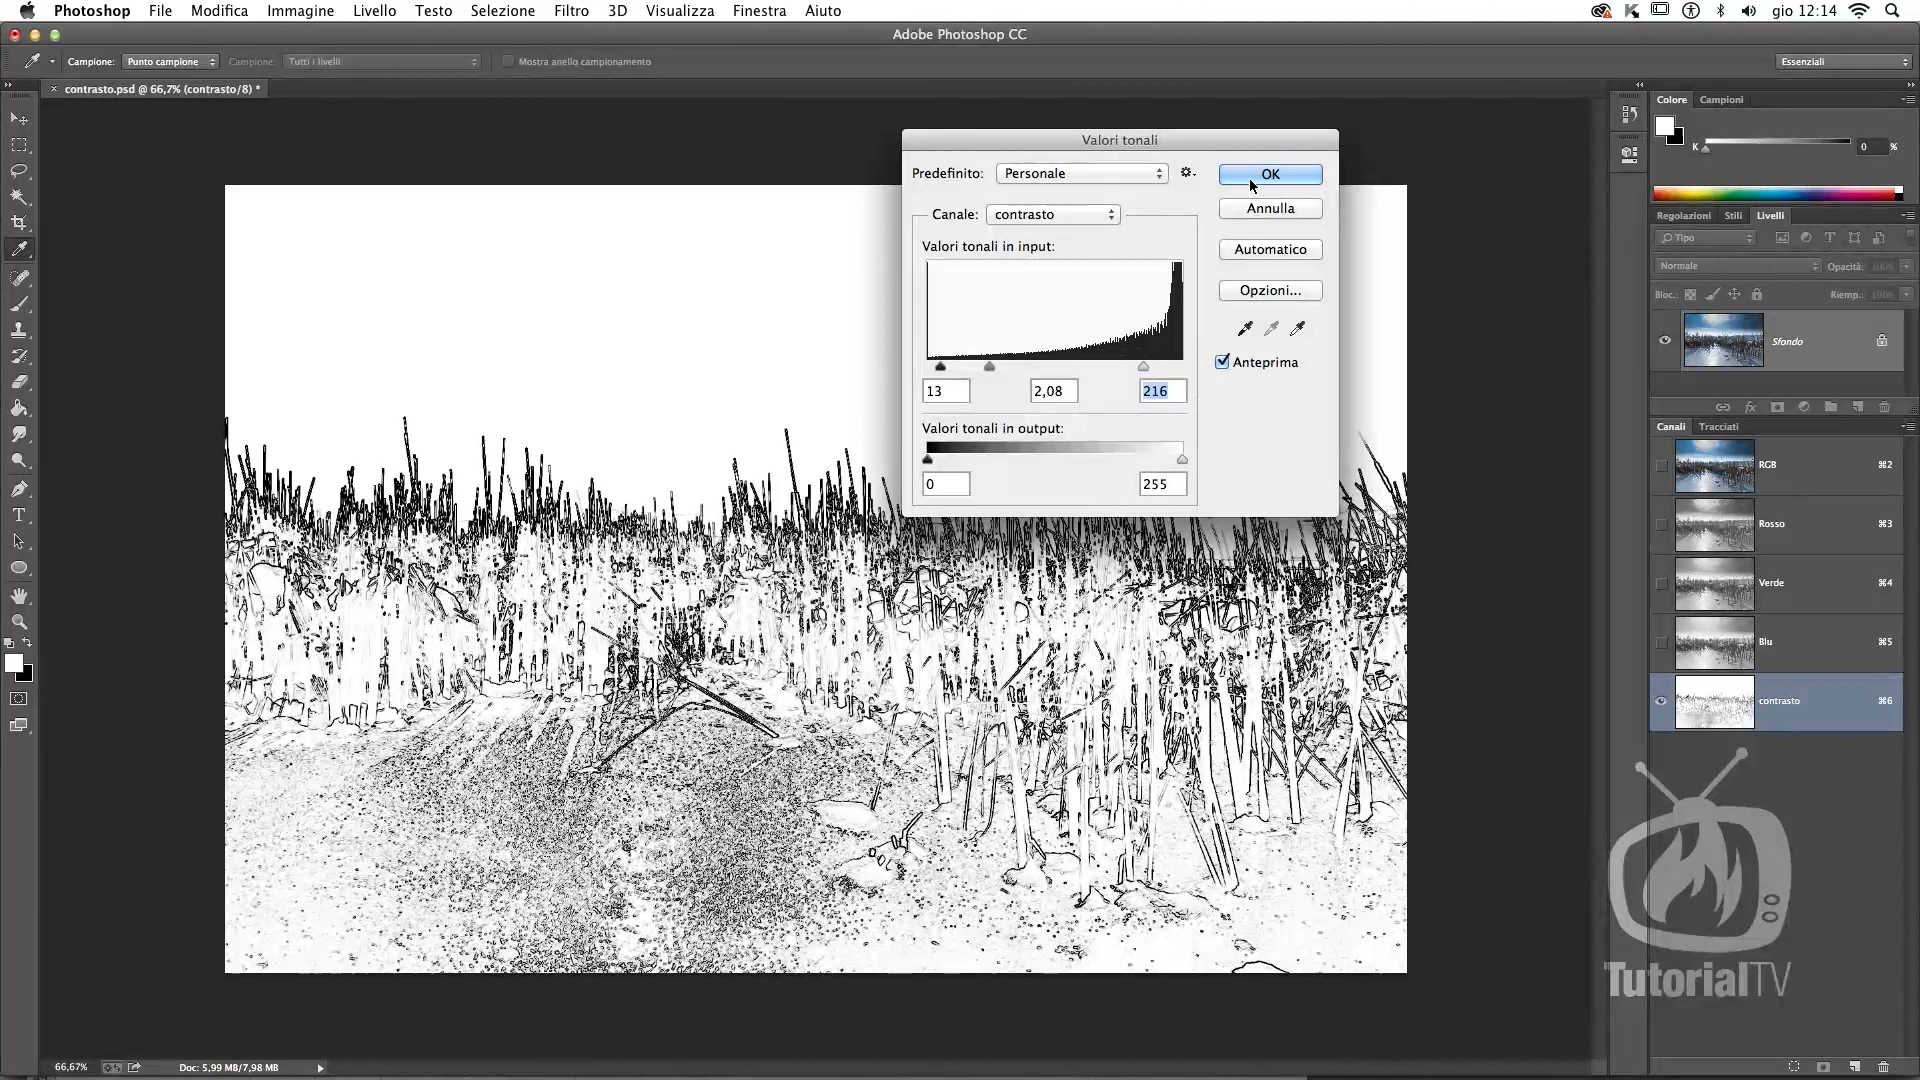 Photoshop File Modifica Immagine Livello Testo Selezione Filtro 3D Visualizza Finestra Aiuto gio 12:14
Adobe Photoshop CC
Campione: Punto campione Campione: Tutti i livelli Mostra anello campionamento Essenziali
× contrasto.psd @ 66,7% (contrasto/8) *
Colore Campioni
K 0 %
Valori tonali
Predefinito: Personale OK
Canale: contrasto Annulla
Valori tonali in input: Automatico
Opzioni...
Anteprima
13 2,08 216
Valori tonali in output:
0 255
Regolazioni Stili Livelli
Tipo
Normale Opacità: 100%
Bloc.: Riemp.: 100%
Sfondo
fx
Canali Tracciati
RGB ⌘2
Rosso ⌘3
Verde ⌘4
Blu ⌘5
contrasto ⌘6
TutorialTV
66,67% Doc: 5,99 MB/7,98 MB